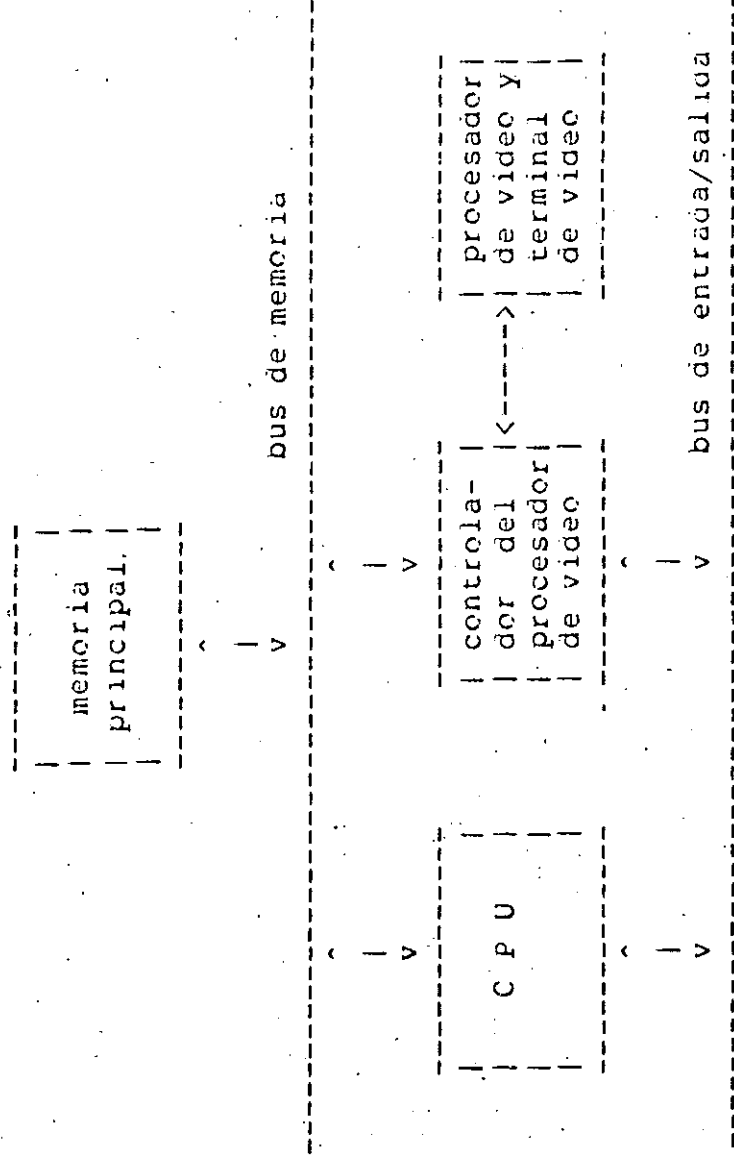 memoria
principal
bus de memoria
C P U
controla-
dor del
procesador
de video
procesador
de video y
terminal
de video
bus de entrada/salida